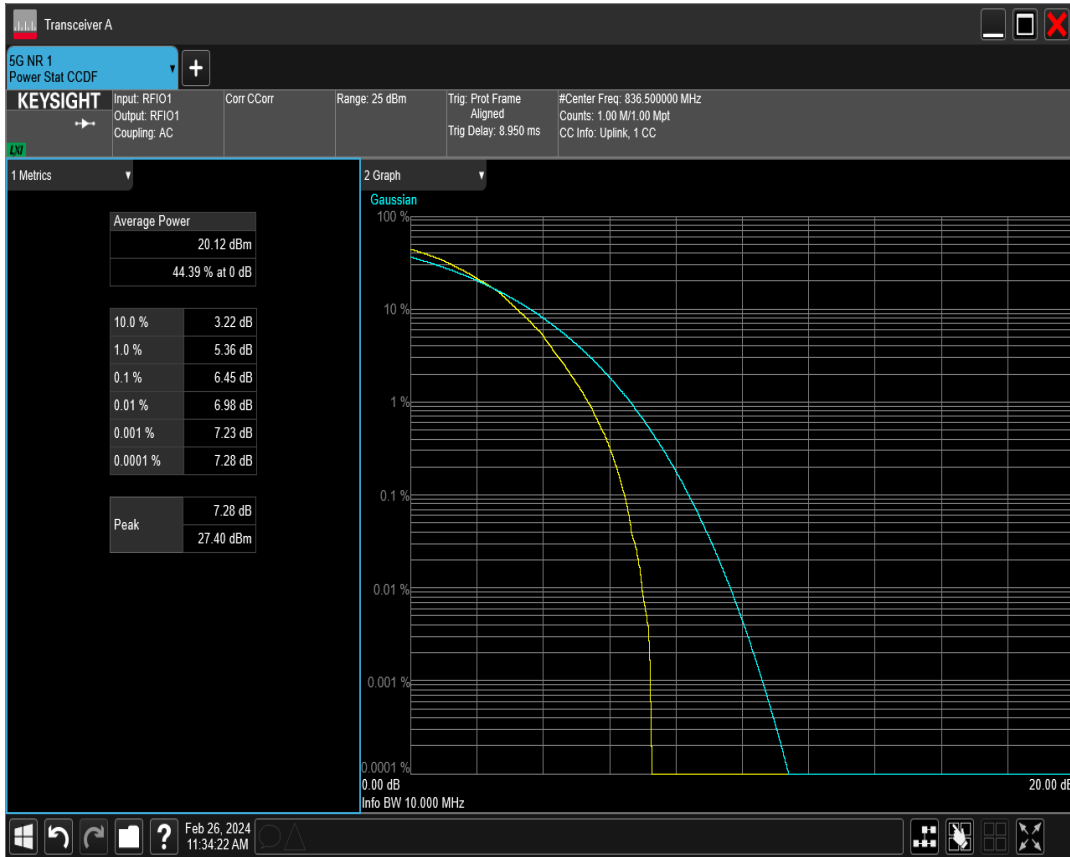 Transceiver A
5G NR 1
Power Stat CCDF
KEYSIGHT
LXI
Input: RFIO1
Output: RFIO1
Coupling: AC
Corr CCorr
Range: 25 dBm
Trig: Prot Frame
Aligned
Trig Delay: 8.950 ms
#Center Freq: 836.500000 MHz
Counts: 1.00 M/1.00 Mpt
CC Info: Uplink, 1 CC
1 Metrics
Average Power
20.12 dBm
44.39 % at 0 dB
10.0 % 3.22 dB
1.0 % 5.36 dB
0.1 % 6.45 dB
0.01 % 6.98 dB
0.001 % 7.23 dB
0.0001 % 7.28 dB
Peak
7.28 dB
27.40 dBm
2 Graph
Gaussian
100 %
10 %
1 %
0.1 %
0.01 %
0.001 %
0.0001 %
0.00 dB 20.00 dB
Info BW 10.000 MHz
?
Feb 26, 2024
11:34:22 AM